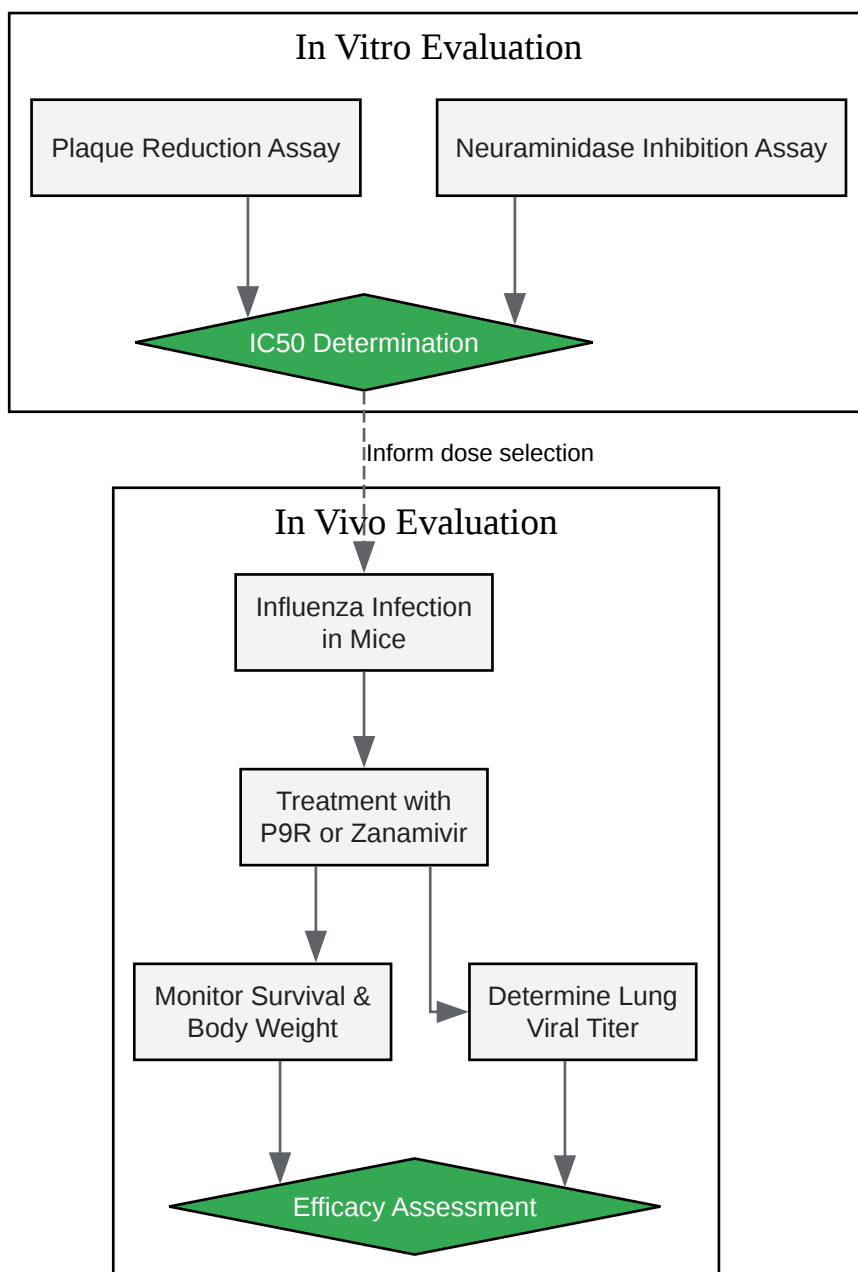 In Vitro Evaluation
Plaque Reduction Assay
Neuraminidase Inhibition Assay
IC50 Determination
Inform dose selection
In Vivo Evaluation
Influenza Infection
in Mice
Treatment with
P9R or Zanamivir
Monitor Survival &
Body Weight
Determine Lung
Viral Titer
Efficacy Assessment